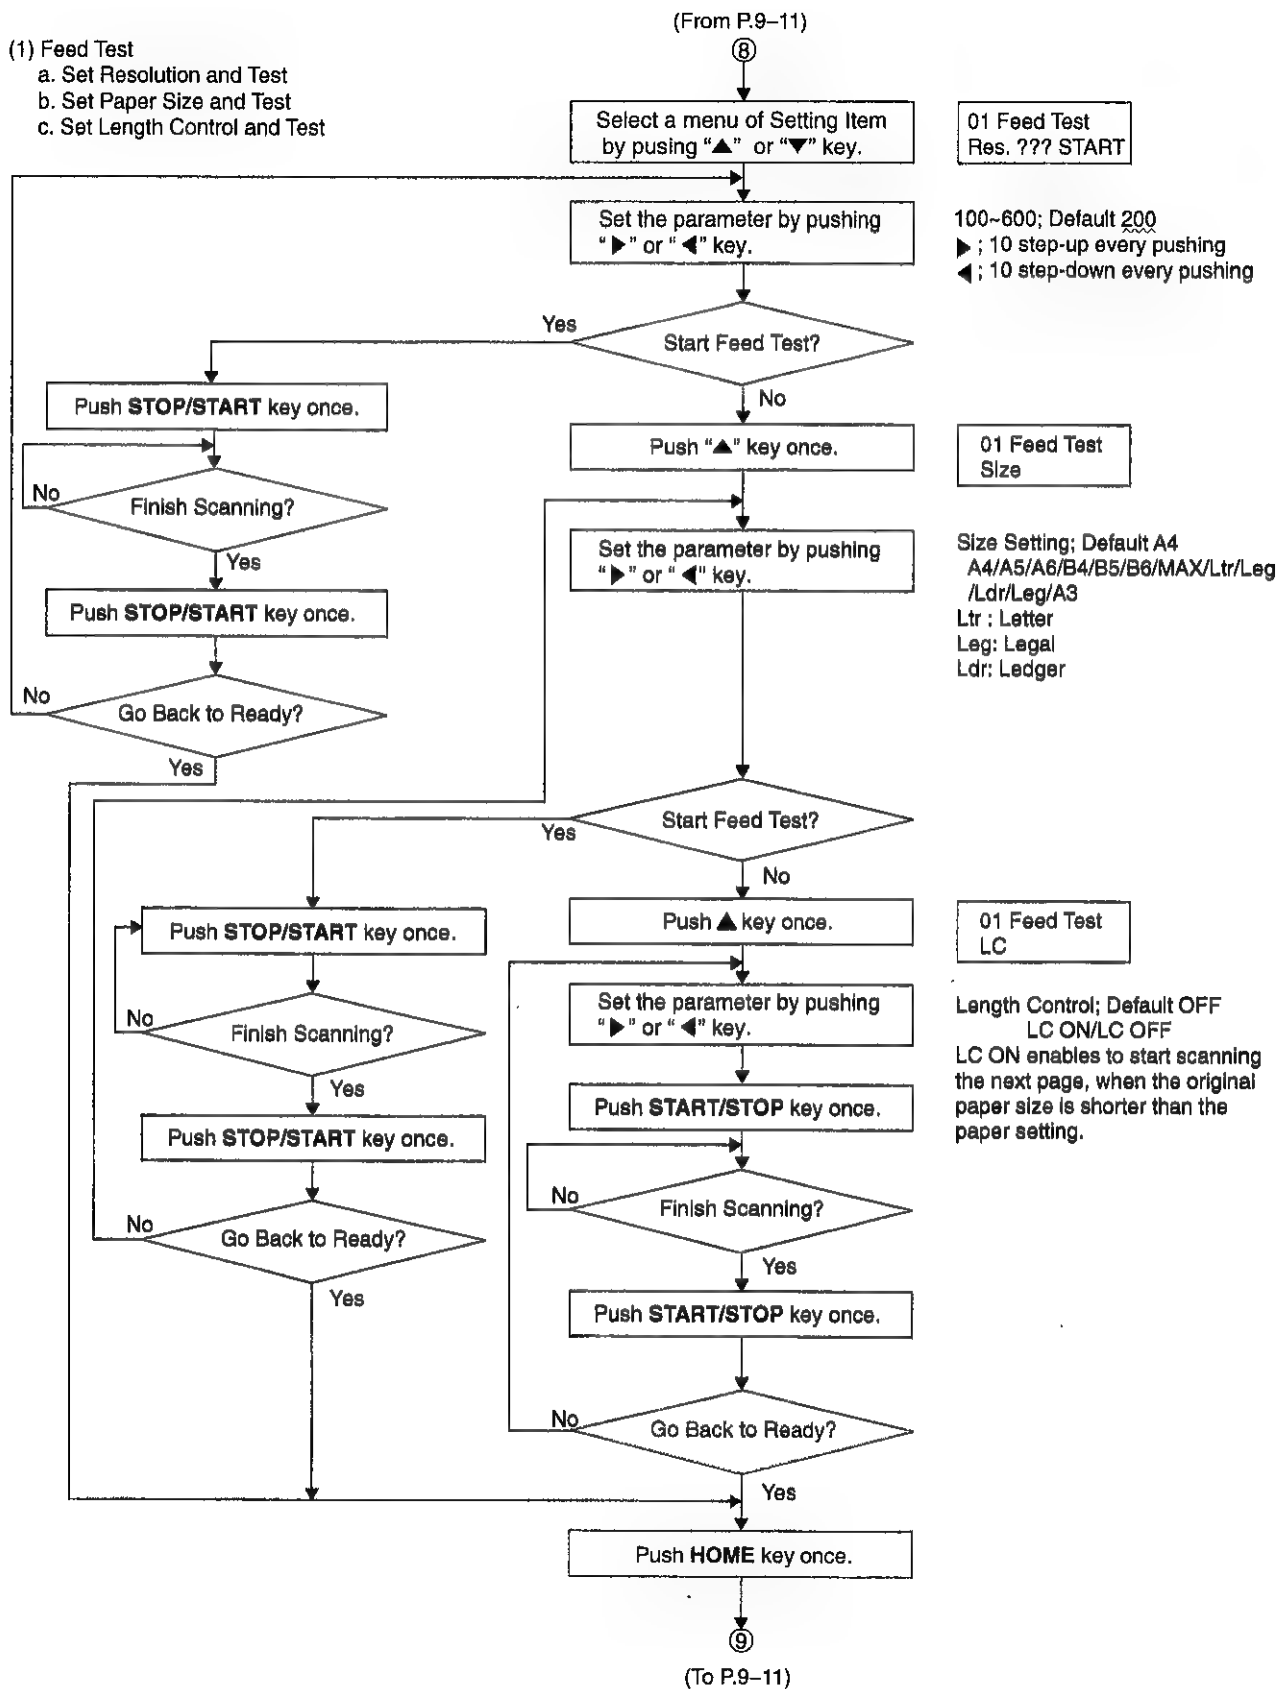 (From P.9–11)
⑧
(1) Feed Test
a. Set Resolution and Test
b. Set Paper Size and Test
c. Set Length Control and Test
Select a menu of Setting Item
by pusing “▲” or “▼” key.
01 Feed Test
Res. ??? START
Set the parameter by pushing
“▶” or “◀” key.
100~600; Default 200
▶; 10 step-up every pushing
◀; 10 step-down every pushing
Start Feed Test?
Yes
No
Push STOP/START key once.
Push “▲” key once.
01 Feed Test
Size
Finish Scanning?
No
Yes
Set the parameter by pushing
“▶” or “◀” key.
Size Setting; Default A4
A4/A5/A6/B4/B5/B6/MAX/Ltr/Leg
/Ldr/Leg/A3
Ltr : Letter
Leg: Legal
Ldr: Ledger
Push STOP/START key once.
Go Back to Ready?
No
Yes
Start Feed Test?
Yes
No
Push STOP/START key once.
Push ▲ key once.
01 Feed Test
LC
Finish Scanning?
No
Yes
Set the parameter by pushing
“▶” or “◀” key.
Length Control; Default OFF
LC ON/LC OFF
LC ON enables to start scanning
the next page, when the original
paper size is shorter than the
paper setting.
Push STOP/START key once.
Push START/STOP key once.
Go Back to Ready?
No
Yes
Finish Scanning?
No
Yes
Push START/STOP key once.
Go Back to Ready?
No
Yes
Push HOME key once.
⑨
(To P.9–11)